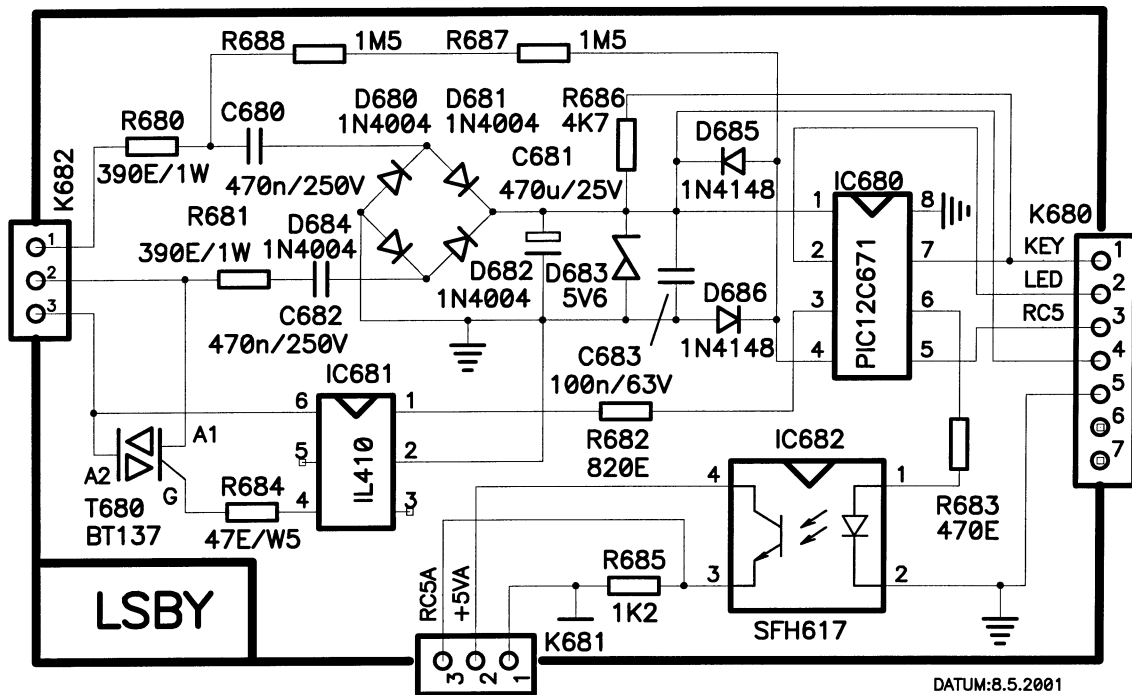 R688 1M5 R687 1M5
R680
390E/1W
C680
470n/250V
D680
1N4004
D681
1N4004
R686
4K7
D685
1N4148
C681
470u/25V
K682
1
2
3
R681
390E/1W
D684
1N4004
C682
470n/250V
D682
1N4004
D683
5V6
D686
1N4148
C683
100n/63V
IC680
PIC12C671
1
2
3
4
8
7
6
5
K680
KEY
LED
RC5
1
2
3
4
5
6
7
IC681
IL410
6
5
4
1
2
3
R682
820E
A1
A2
G
T680
BT137
R684
47E/W5
IC682
4
3
1
2
SFH617
R683
470E
R685
1K2
RC5A
+5VA
K681
3
2
1
LSBY
DATUM:8.5.2001